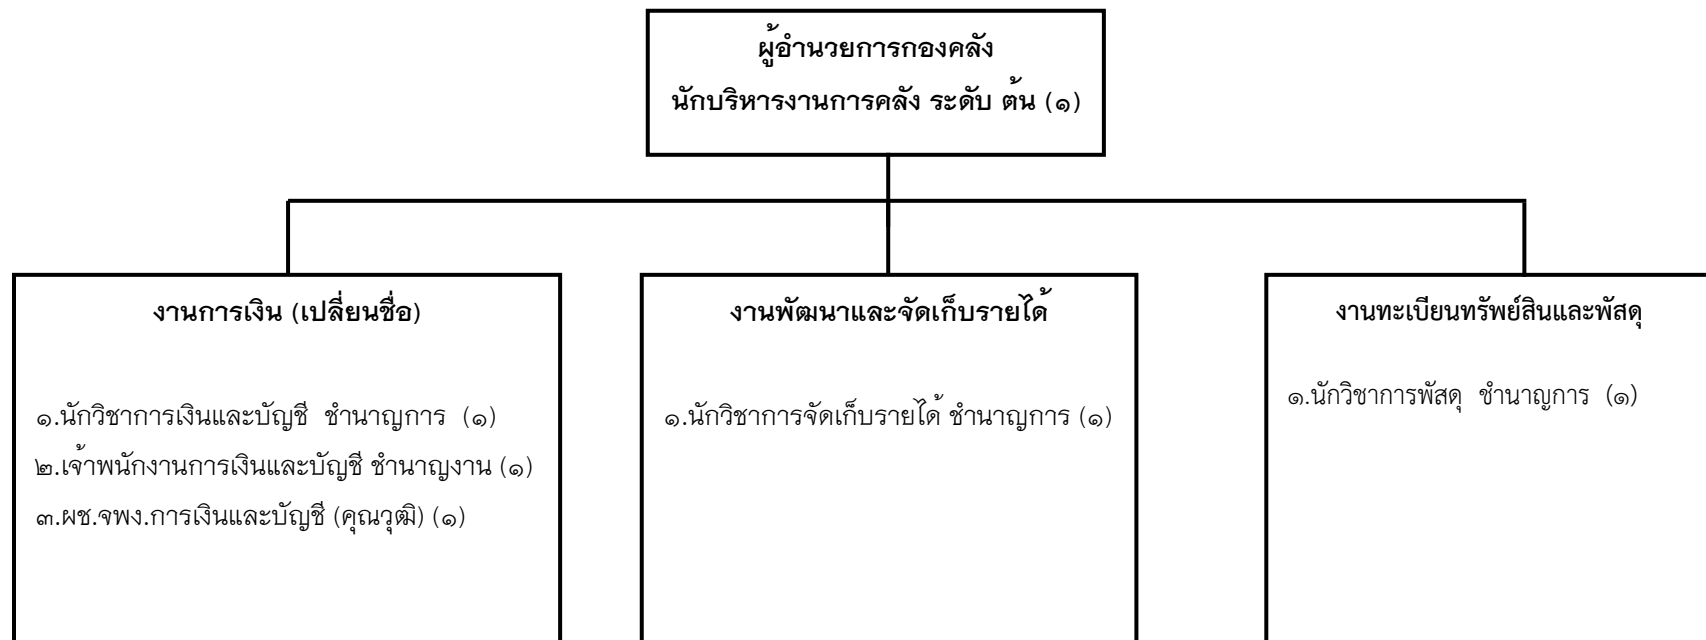 ผู้อำนวยการกองคลัง
นักบริหารงานการคลัง ระดับ ต้น (๑)
งานการเงิน (เปลี่ยนชื่อ)
๑.นักวิชาการเงินและบัญชี ชำนาญการ (๑)
๒.เจ้าพนักงานการเงินและบัญชี ชำนาญงาน (๑)
๓.ผช.จพง.การเงินและบัญชี (คุณวุฒิ) (๑)
งานพัฒนาและจัดเก็บรายได้
๑.นักวิชาการจัดเก็บรายได้ ชำนาญการ (๑)
งานทะเบียนทรัพย์สินและพัสดุ
๑.นักวิชาการพัสดุ ชำนาญการ (๑)